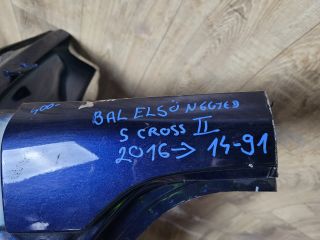 BAL ELSŐ NEGYED
S CROSS II
2016→ 14-91